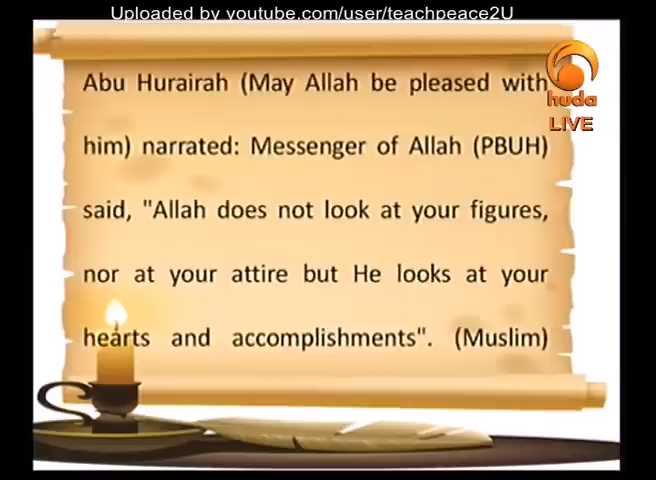 Uploaded by youtube.com/user/teachpeace2U
Abu Hurairah (May Allah be pleased with
him) narrated: Messenger of Allah (PBUH)
said, "Allah does not look at your figures,
nor at your attire but He looks at your
hearts and accomplishments". (Muslim)
huda
LIVE